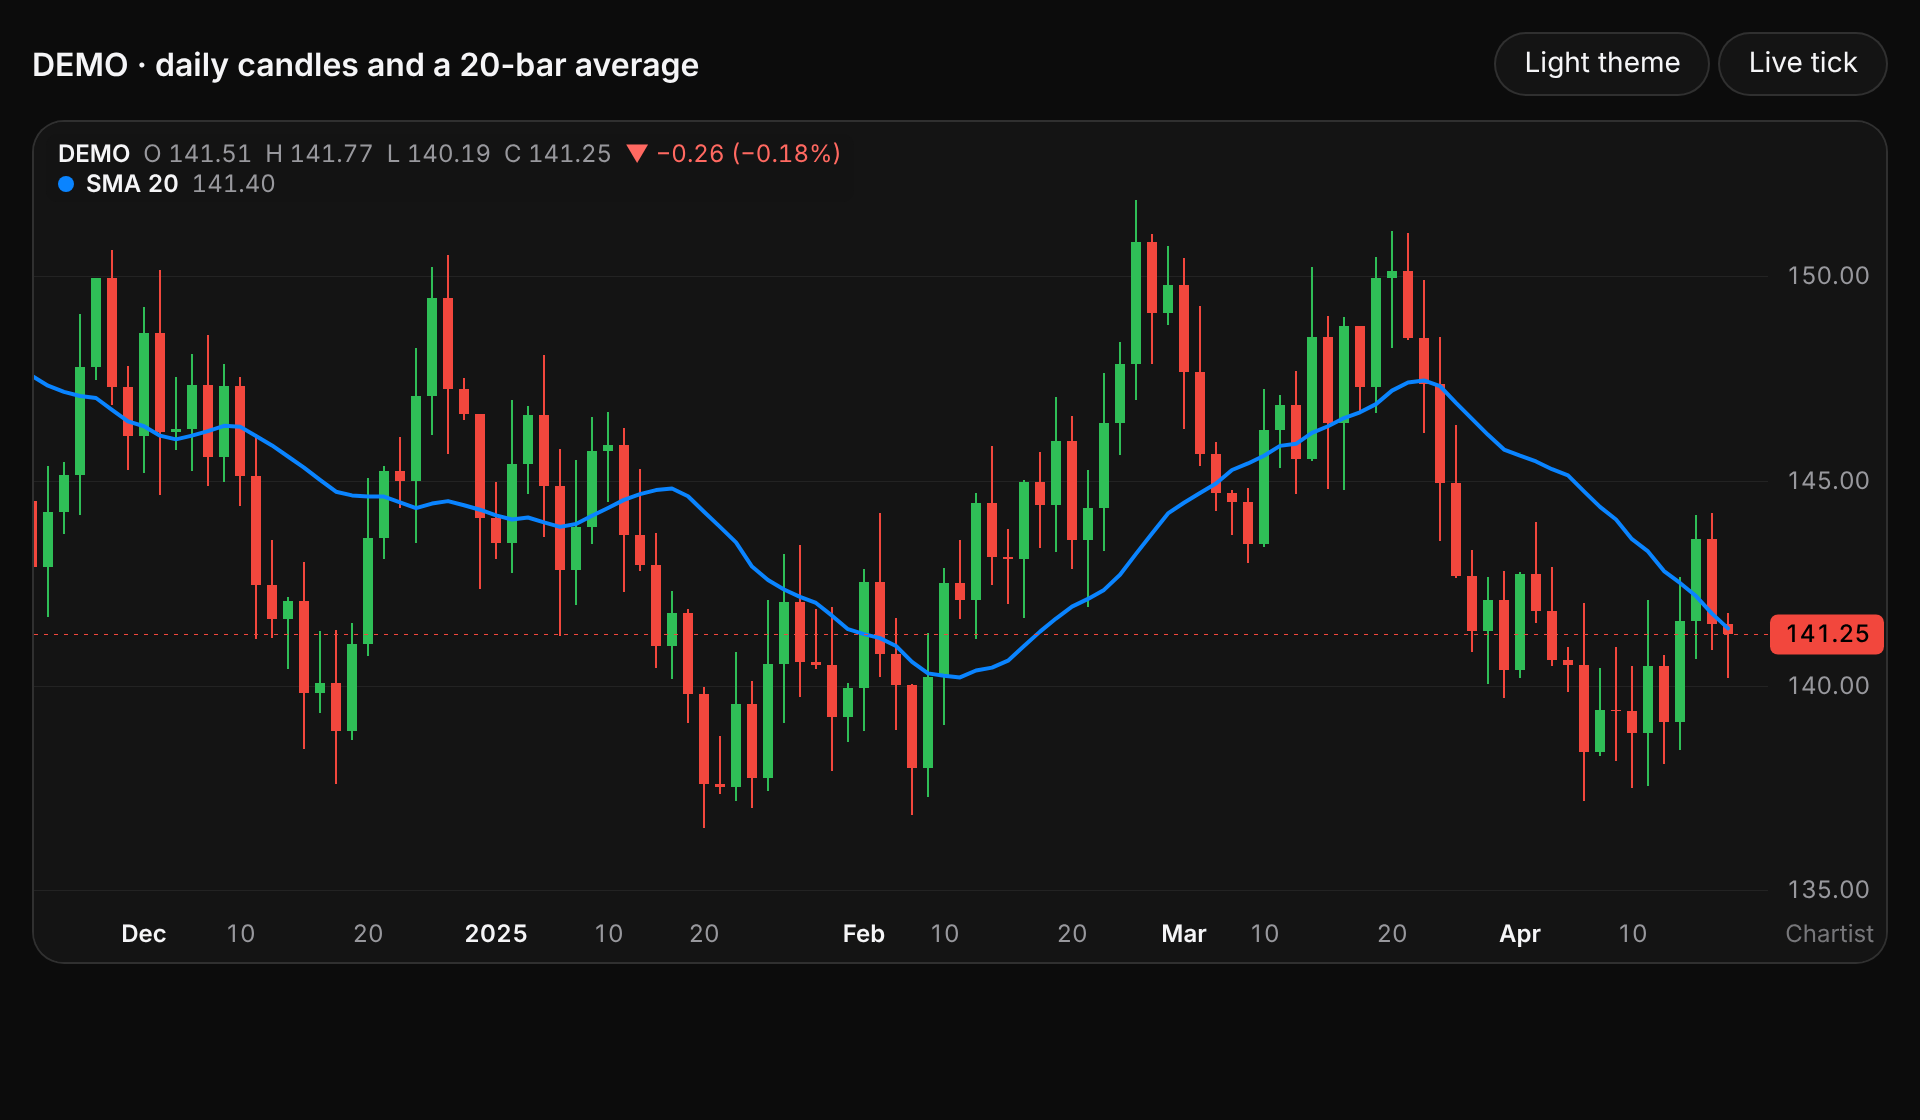 DEMO · daily candles and a 20-bar average
Light theme
Live tick
DEMO O 141.51 H 141.77 L 140.19 C 141.25 ▼ −0.26 (−0.18%)
SMA 20 141.40
150.00
145.00
141.25
140.00
135.00
Dec 10 20 2025 10 20 Feb 10 20 Mar 10 20 Apr 10 Chartist